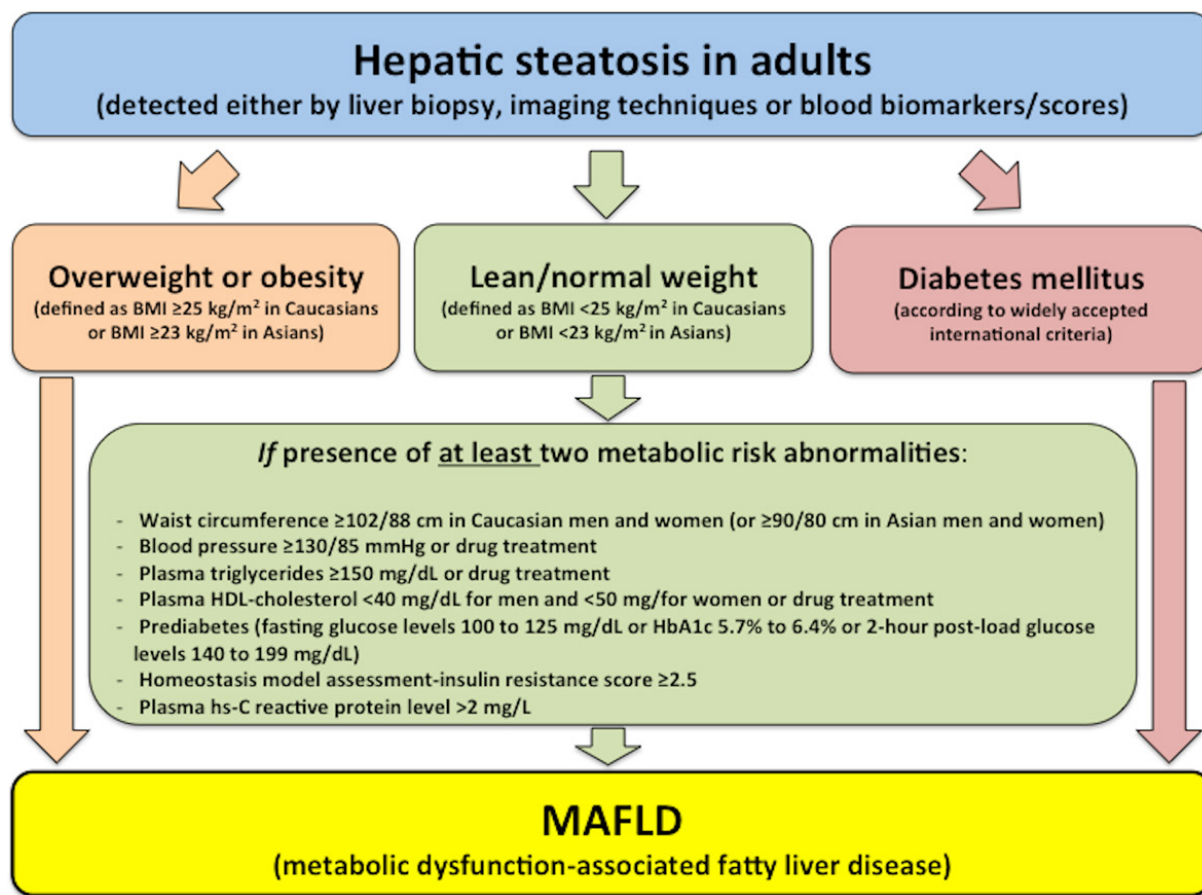 Hepatic steatosis in adults
(detected either by liver biopsy, imaging techniques or blood biomarkers/scores)
Overweight or obesity
(defined as BMI ≥25 kg/m² in Caucasians
or BMI ≥23 kg/m² in Asians)
Lean/normal weight
(defined as BMI <25 kg/m² in Caucasians
or BMI <23 kg/m² in Asians)
Diabetes mellitus
(according to widely accepted
international criteria)
If presence of at least two metabolic risk abnormalities:
- Waist circumference ≥102/88 cm in Caucasian men and women (or ≥90/80 cm in Asian men and women)
- Blood pressure ≥130/85 mmHg or drug treatment
- Plasma triglycerides ≥150 mg/dL or drug treatment
- Plasma HDL-cholesterol <40 mg/dL for men and <50 mg/for women or drug treatment
- Prediabetes (fasting glucose levels 100 to 125 mg/dL or HbA1c 5.7% to 6.4% or 2-hour post-load glucose
levels 140 to 199 mg/dL)
- Homeostasis model assessment-insulin resistance score ≥2.5
- Plasma hs-C reactive protein level >2 mg/L
MAFLD
(metabolic dysfunction-associated fatty liver disease)